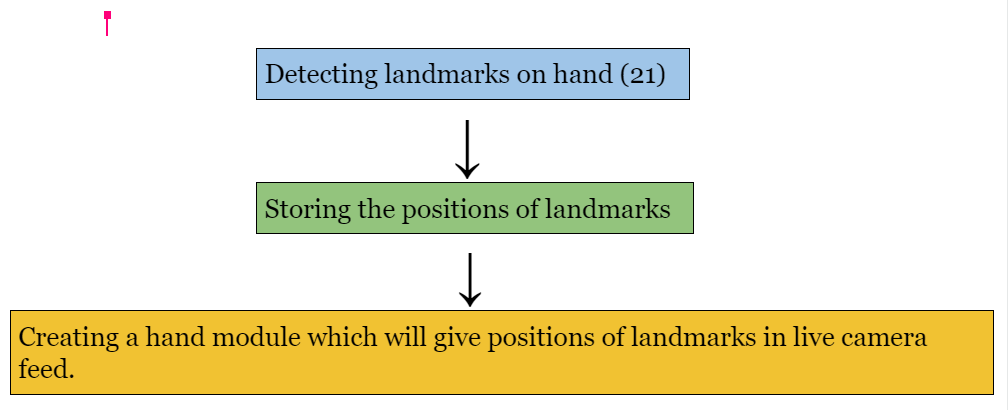 Detecting landmarks on hand (21)
Storing the positions of landmarks
Creating a hand module which will give positions of landmarks in live camera
feed.